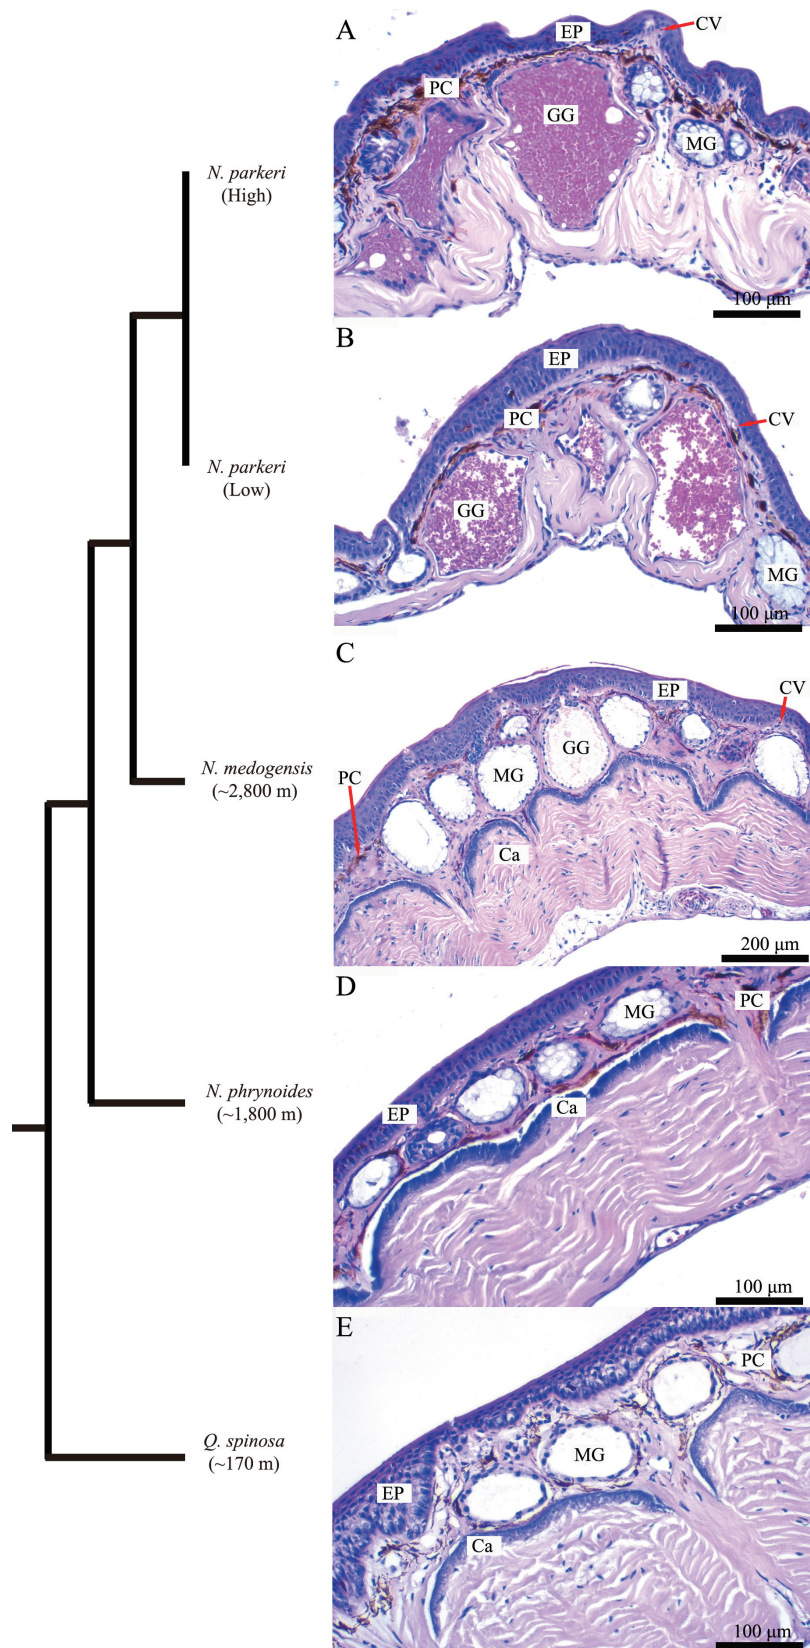 A
EP
CV
PC
GG
MG
100 μm
N. parkeri
(High)
B
EP
PC
CV
GG
MG
100 μm
N. parkeri
(Low)
C
EP
CV
GG
MG
PC
Ca
200 μm
N. medogensis
(~2,800 m)
D
PC
MG
Ca
EP
100 μm
N. phrynoides
(~1,800 m)
E
PC
MG
EP
Ca
100 μm
Q. spinosa
(~170 m)